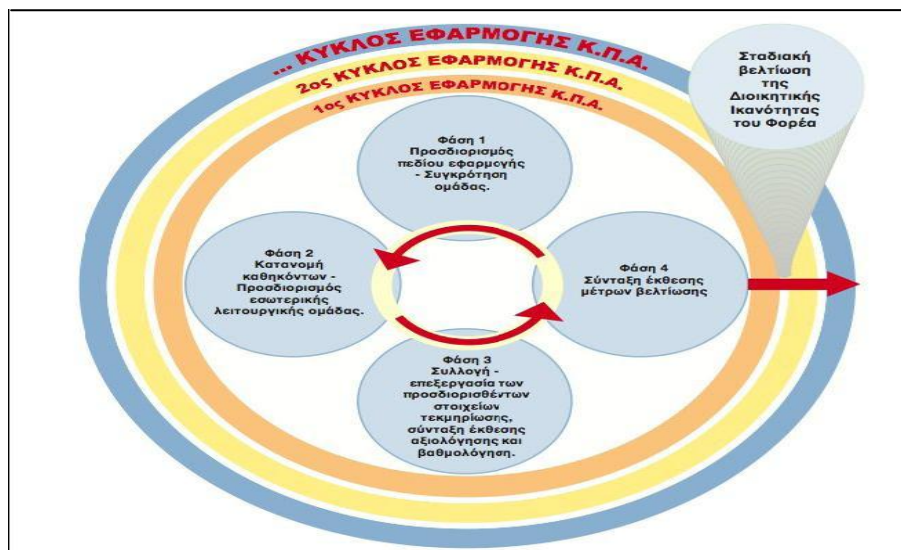 ... ΚΥΚΛΟΣ ΕΦΑΡΜΟΓΗΣ Κ.Π.Α.
2ος ΚΥΚΛΟΣ ΕΦΑΡΜΟΓΗΣ Κ.Π.Α.
1ος ΚΥΚΛΟΣ ΕΦΑΡΜΟΓΗΣ Κ.Π.Α.
Σταδιακή
βελτίωση
της
Διοικητικής
Ικανότητας
του Φορέα
Φάση 1
Προσδιορισμός
πεδίου εφαρμογής
- Συγκρότηση
ομάδας.
Φάση 2
Κατανομή
καθηκόντων -
Προσδιορισμός
εσωτερικής
λειτουργικής ομάδας.
Φάση 4
Σύνταξη έκθεσης
μέτρων βελτίωσης
Φάση 3
Συλλογή -
επεξεργασία των
προσδιορισθέντων
στοιχείων
τεκμηρίωσης,
σύνταξη έκθεσης
αξιολόγησης και
βαθμολόγηση.